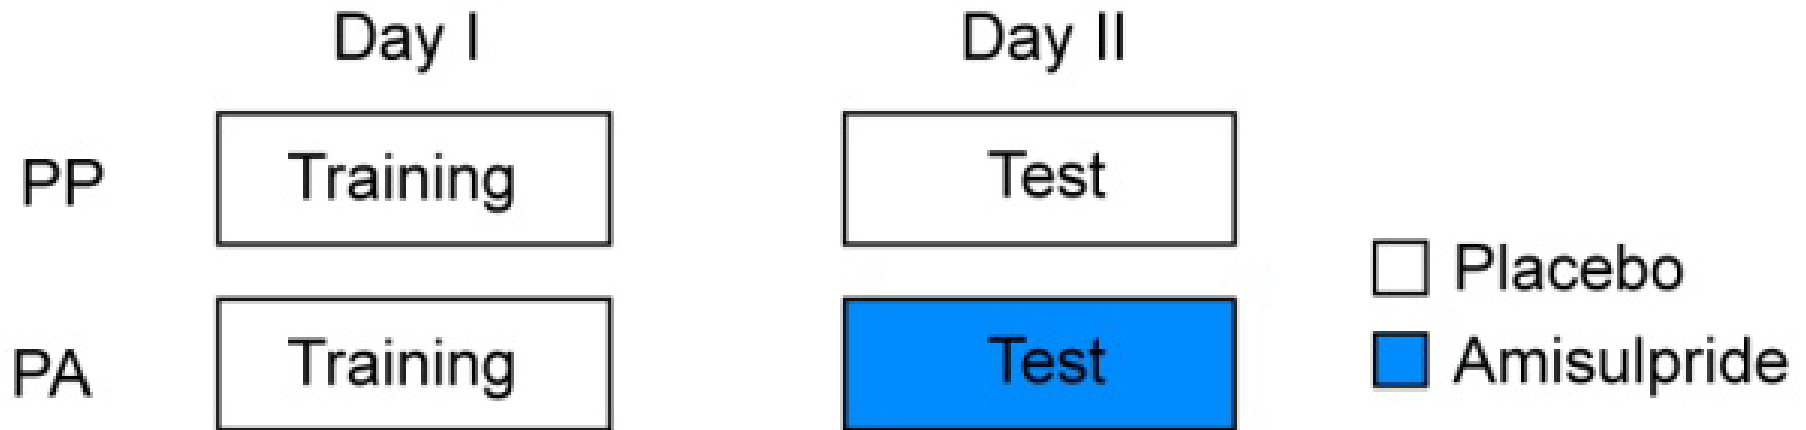 Day I Day II
PP Training Test
Placebo
PA Training Test
Amisulpride